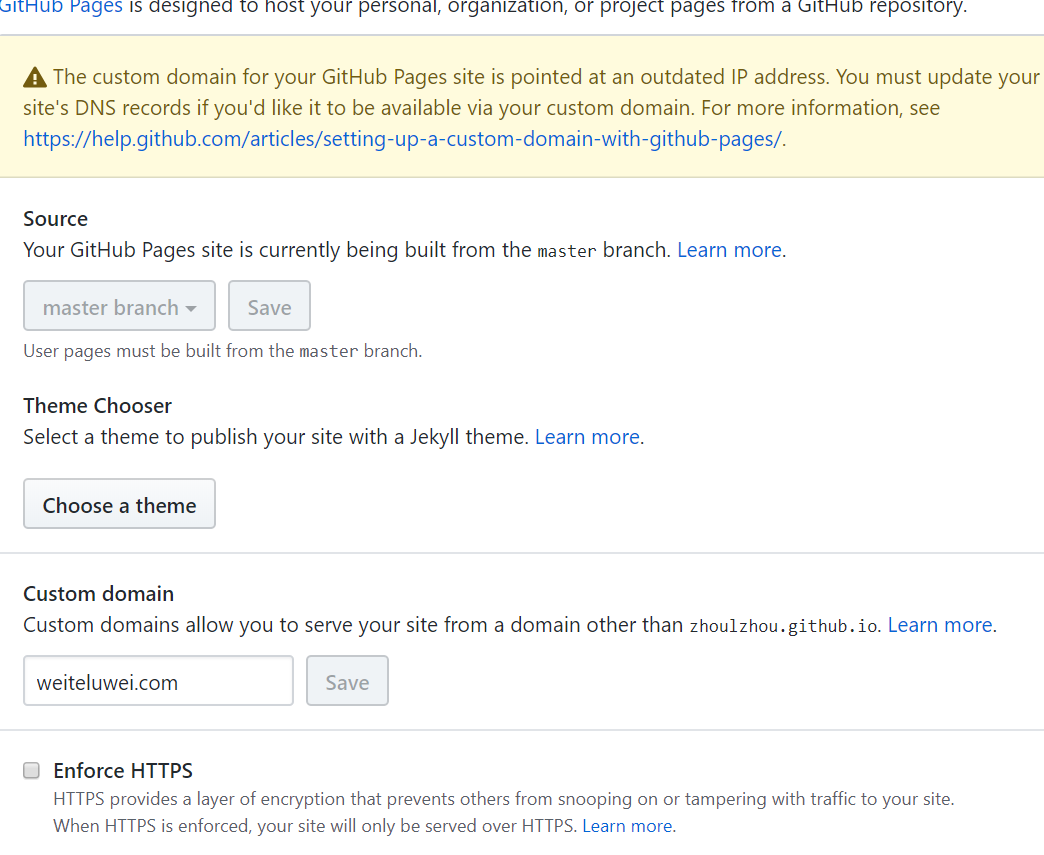 GitHub Pages is designed to host your personal, organization, or project pages from a GitHub repository.
The custom domain for your GitHub Pages site is pointed at an outdated IP address. You must update your
site's DNS records if you'd like it to be available via your custom domain. For more information, see
https://help.github.com/articles/setting-up-a-custom-domain-with-github-pages/.
Source
Your GitHub Pages site is currently being built from the master branch. Learn more.
master branch
Save
User pages must be built from the master branch.
Theme Chooser
Select a theme to publish your site with a Jekyll theme. Learn more.
Choose a theme
Custom domain
Custom domains allow you to serve your site from a domain other than zhoulzhou.github.io. Learn more.
weiteluwei.com
Save
Enforce HTTPS
HTTPS provides a layer of encryption that prevents others from snooping on or tampering with traffic to your site.
When HTTPS is enforced, your site will only be served over HTTPS. Learn more.